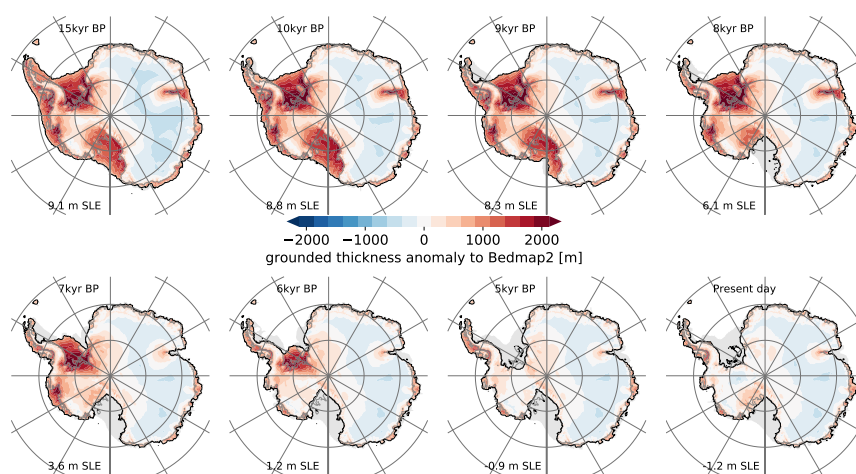 15kyr BP
10kyr BP
9kyr BP
8kyr BP
9.1 m SLE
8.8 m SLE
8.3 m SLE
6.1 m SLE
−2000 −1000 0 1000 2000
grounded thickness anomaly to Bedmap2 [m]
7kyr BP
6kyr BP
5kyr BP
Present day
3.6 m SLE
1.2 m SLE
-0.9 m SLE
-1.2 m SLE